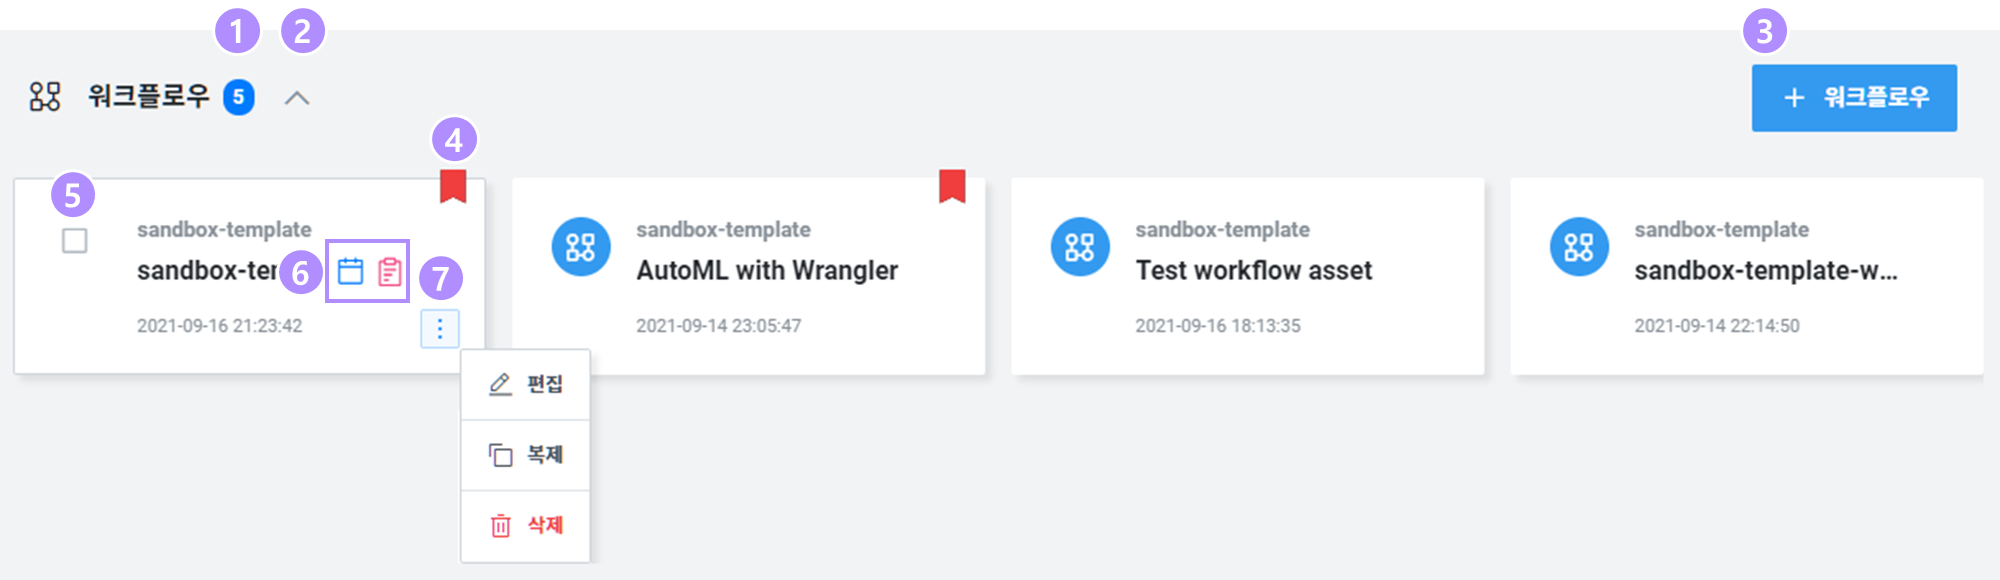 1
2
3
워크플로우 5
+ 워크플로우
4
5
sandbox-template
sandbox-ter
6
7
2021-09-16 21:23:42
편집
복제
삭제
sandbox-template
AutoML with Wrangler
2021-09-14 23:05:47
sandbox-template
Test workflow asset
2021-09-16 18:13:35
sandbox-template
sandbox-template-w...
2021-09-14 22:14:50